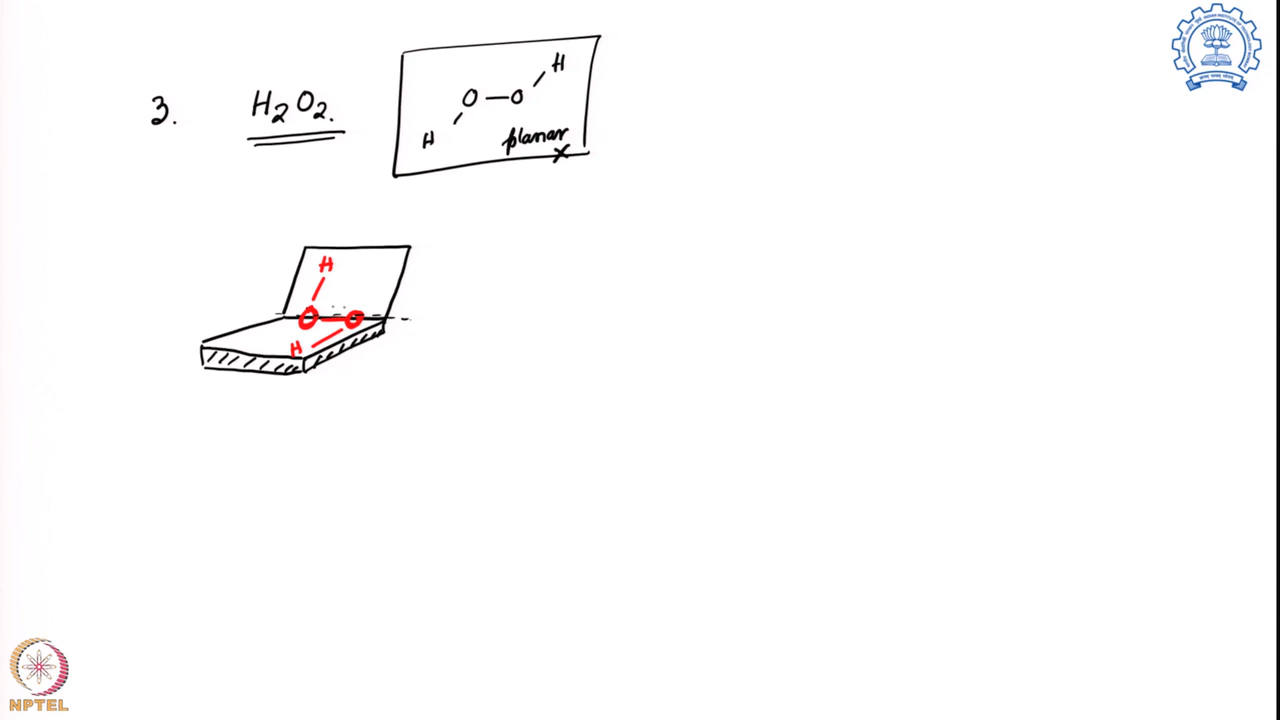 3. H2O2.
H
O — O
H
planar
X
H
O — O
H
NPTEL